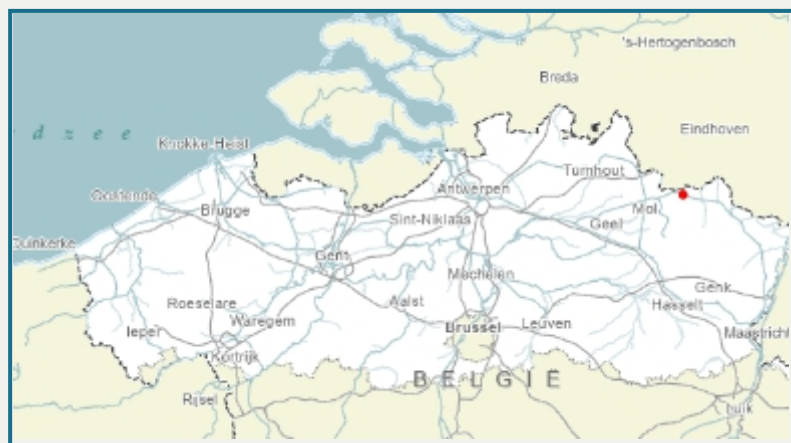 's-Hertogenbosch
Breda
d z e e
Eindhoven
Knokke-Heist
Turnhout
Antwerpen
Oostende
Brugge
Sint-Niklaas
Mol
Geel
Duinkerke
Gent
Mechelen
Genk
Roeselare
Aalst
Hasselt
Ieper
Waregem
Brussel
Leuven
Maastricht
Kortrijk
BELGIË
Rijsel
Luik